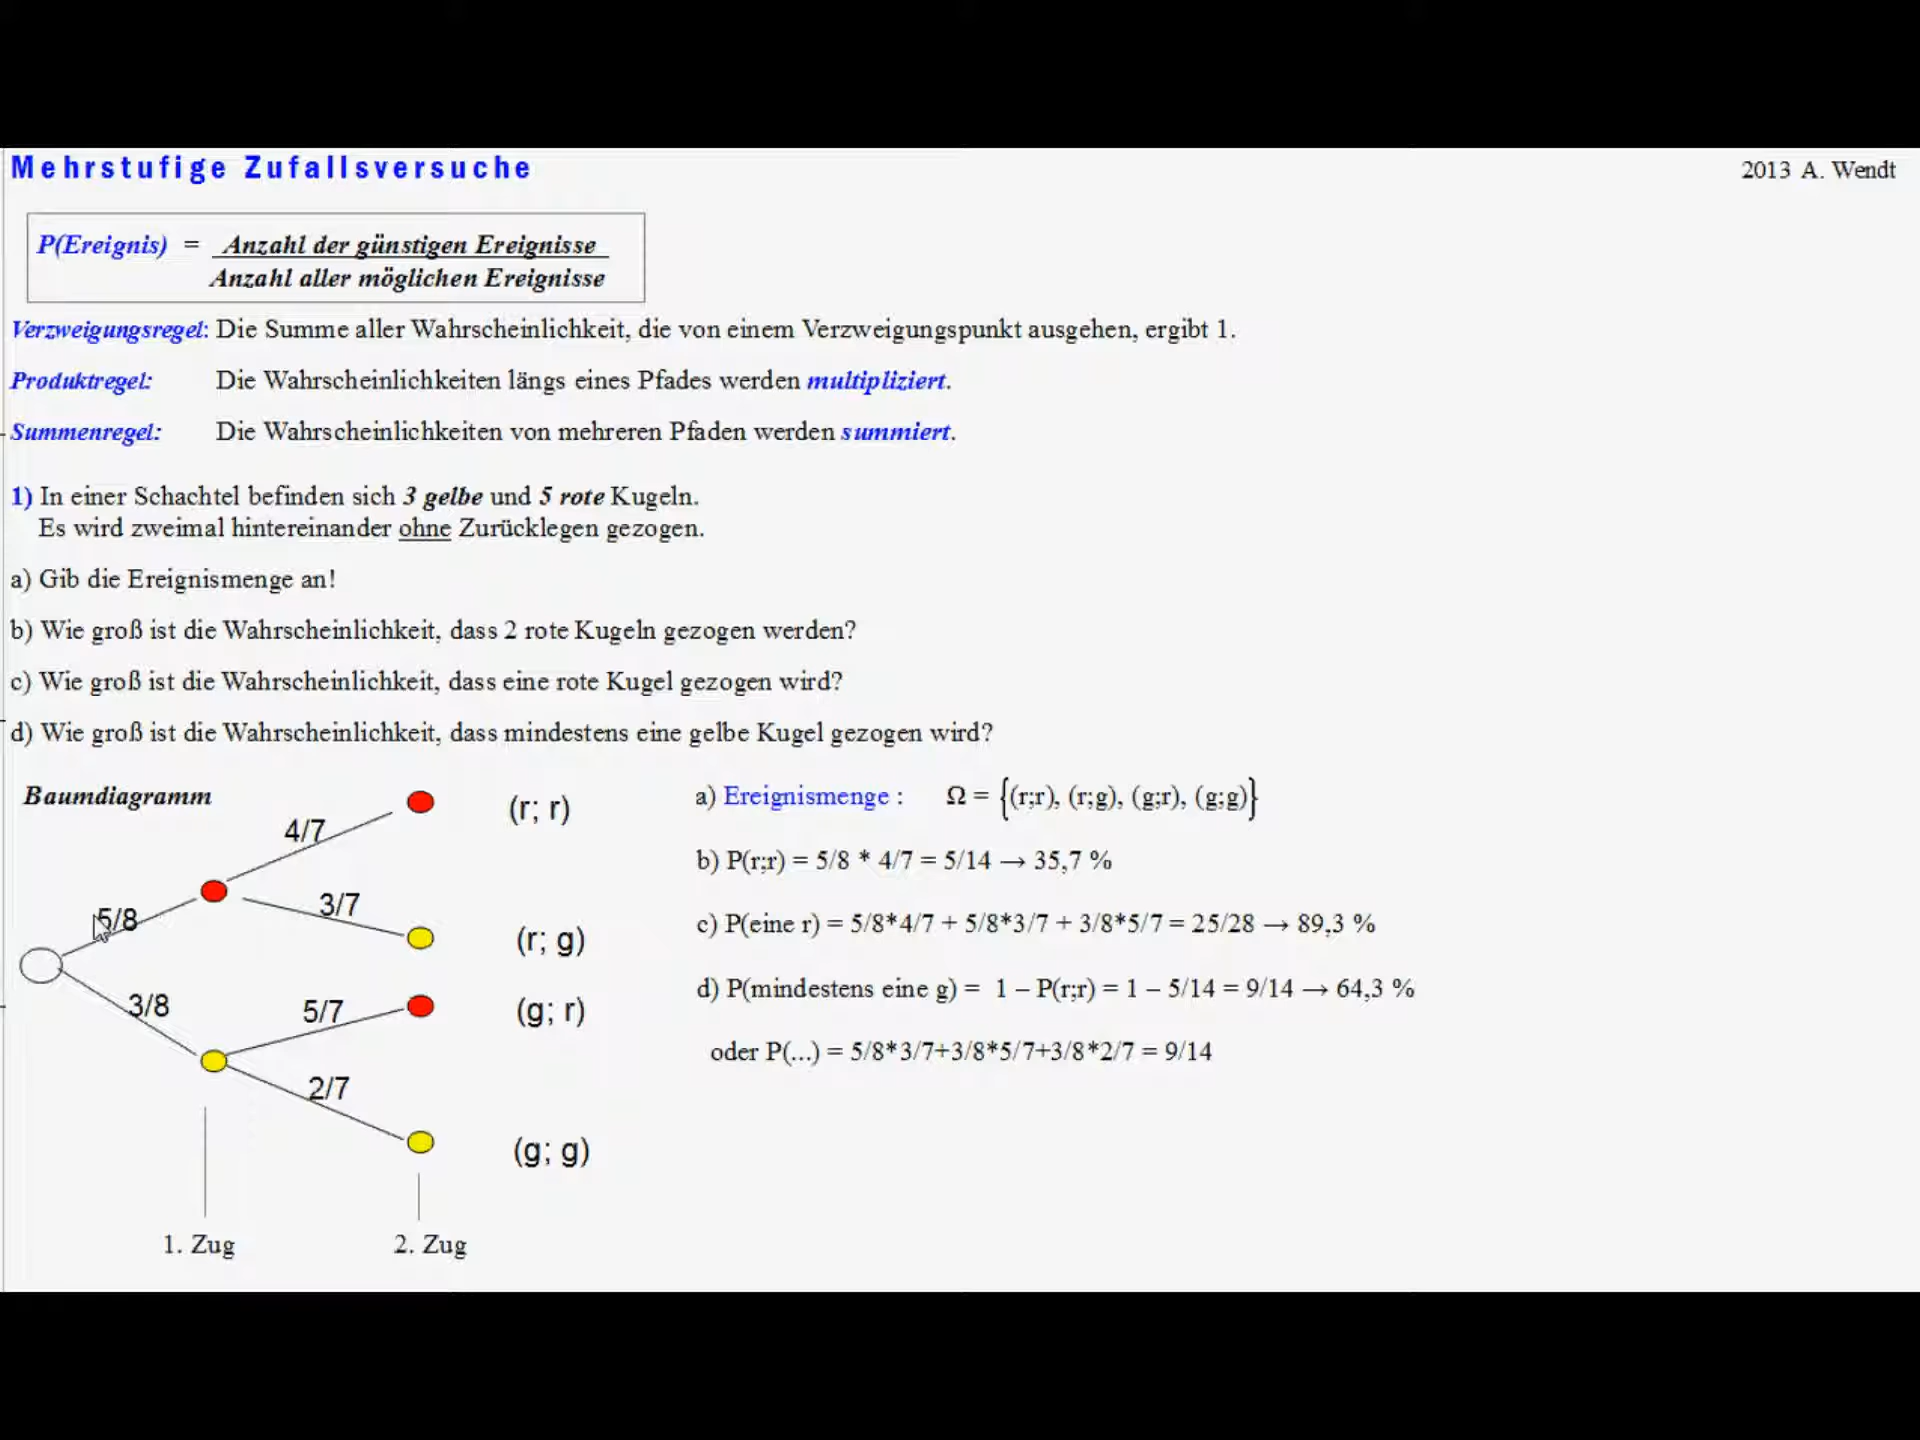 Mehrstufige Zufallsversuche
2013 A. Wendt
P(Ereignis) = Anzahl der günstigen Ereignisse
Anzahl aller möglichen Ereignisse
Verzweigungsregel: Die Summe aller Wahrscheinlichkeit, die von einem Verzweigungspunkt ausgehen, ergibt 1.
Produktregel: Die Wahrscheinlichkeiten längs eines Pfades werden multipliziert.
Summenregel: Die Wahrscheinlichkeiten von mehreren Pfaden werden summiert.
1) In einer Schachtel befinden sich 3 gelbe und 5 rote Kugeln.
Es wird zweimal hintereinander ohne Zurücklegen gezogen.
a) Gib die Ereignismenge an!
b) Wie groß ist die Wahrscheinlichkeit, dass 2 rote Kugeln gezogen werden?
c) Wie groß ist die Wahrscheinlichkeit, dass eine rote Kugel gezogen wird?
d) Wie groß ist die Wahrscheinlichkeit, dass mindestens eine gelbe Kugel gezogen wird?
Baumdiagramm
4/7
(r; r)
5/8
3/7
(r; g)
3/8
5/7
(g; r)
2/7
(g; g)
1. Zug
2. Zug
a) Ereignismenge : Ω = {(r;r), (r;g), (g;r), (g;g)}
b) P(r;r) = 5/8 * 4/7 = 5/14 → 35,7 %
c) P(eine r) = 5/8*4/7 + 5/8*3/7 + 3/8*5/7 = 25/28 → 89,3 %
d) P(mindestens eine g) = 1 – P(r;r) = 1 – 5/14 = 9/14 → 64,3 %
oder P(...) = 5/8*3/7+3/8*5/7+3/8*2/7 = 9/14